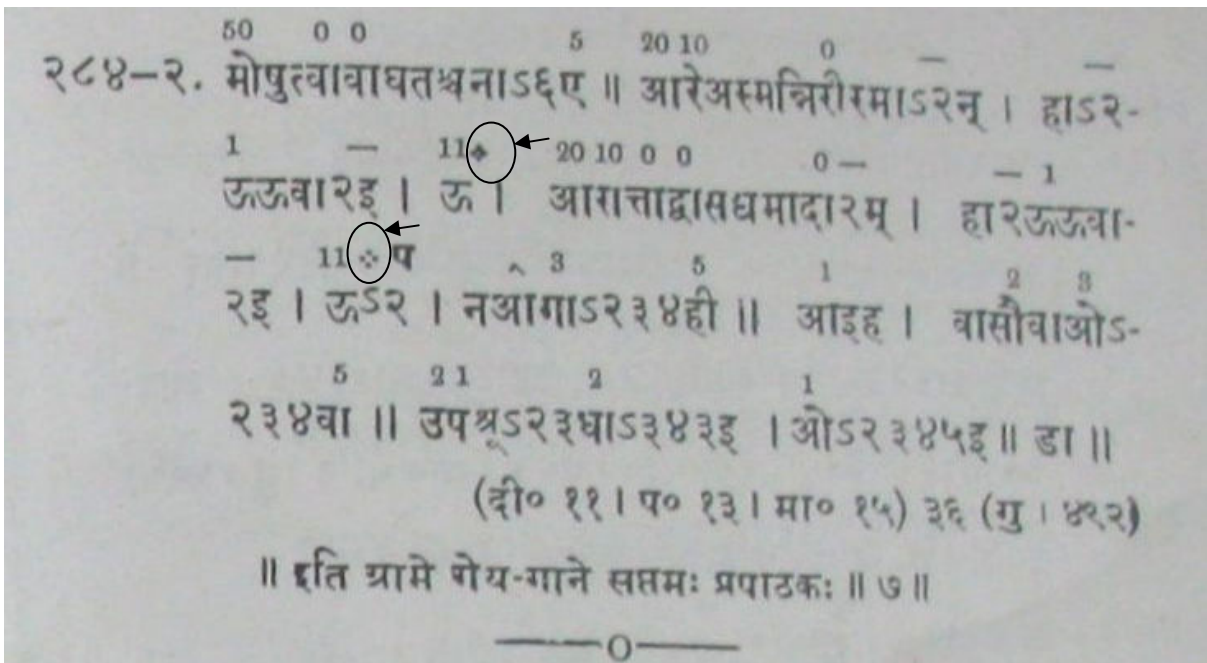 50 0 0 5 20 10 0 — —
२८४-२. मोषुत्वावाघतश्चनाऽ६ए ॥ आरेअस्मन्निरीरमाऽ२न् । हाऽ२-
1 — 11 20 10 0 0 0 — — 1
ऊऊवा२इ । ऊ । आरात्ताद्वासधमादा२म् । हा२ऊऊवा-
— 11 प ^ 3 5 1 2 3
२इ । ऊऽ२ । नआगाऽ२३४ही ॥ आइह । वासौवाओऽ-
5 2 1 2 1
२३४वा ॥ उपश्रूऽ२३धाऽ३४३इ । ओऽ२३४५इ ॥ डा ॥
(दी० ११ । प० १३ । मा० १५) ३६ (गु । ४९२)
॥ इति ग्रामे गेय-गाने सप्तमः प्रपाठकः ॥ ७ ॥